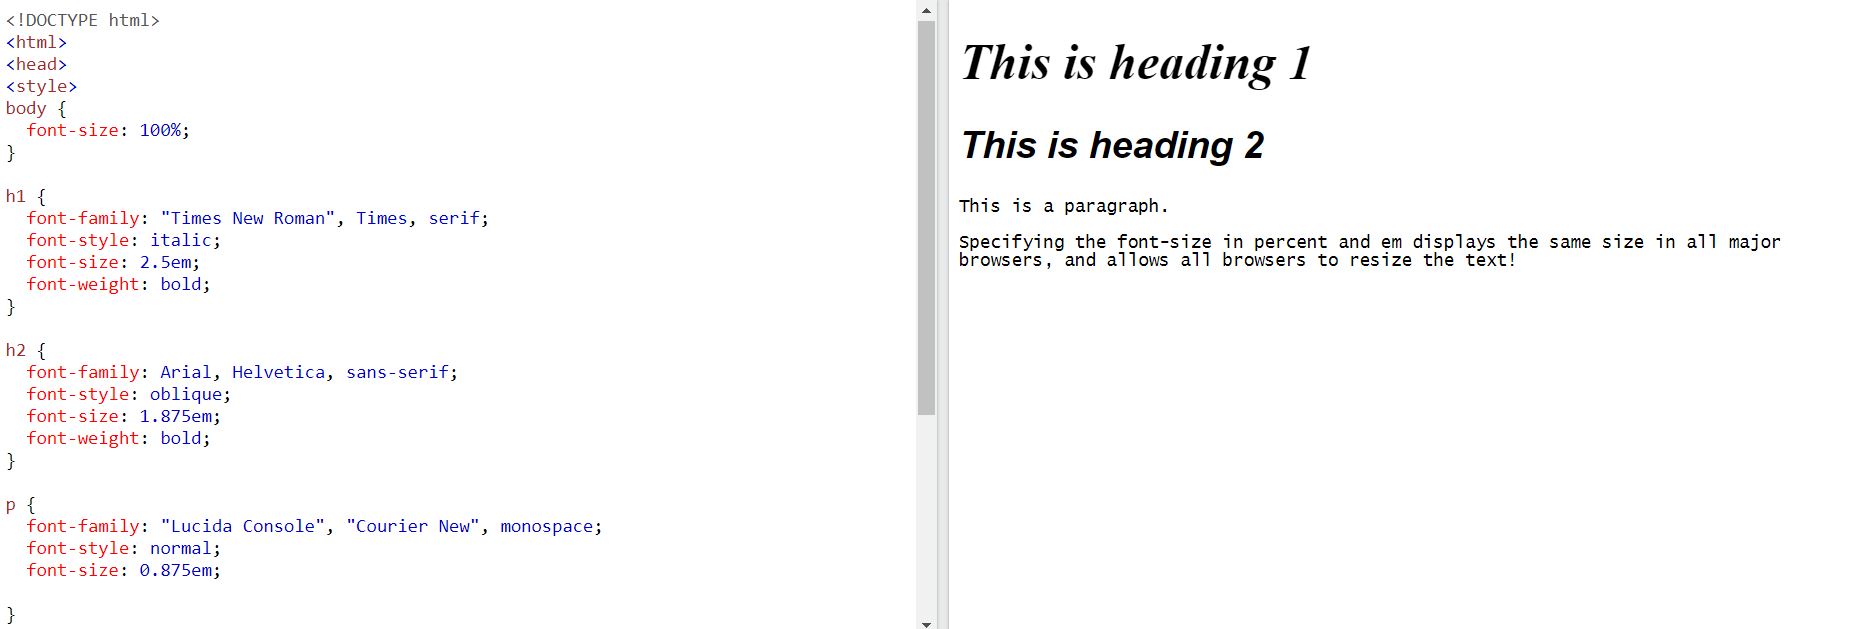 <!DOCTYPE html>
<html>
<head>
<style>
body {
  font-size: 100%;
}

h1 {
  font-family: "Times New Roman", Times, serif;
  font-style: italic;
  font-size: 2.5em;
  font-weight: bold;
}

h2 {
  font-family: Arial, Helvetica, sans-serif;
  font-style: oblique;
  font-size: 1.875em;
  font-weight: bold;
}

p {
  font-family: "Lucida Console", "Courier New", monospace;
  font-style: normal;
  font-size: 0.875em;

}
This is heading 1
This is heading 2
This is a paragraph.
Specifying the font-size in percent and em displays the same size in all major
browsers, and allows all browsers to resize the text!